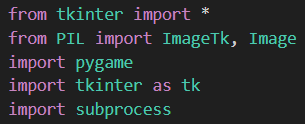 from tkinter import *
from PIL import ImageTk, Image
import pygame
import tkinter as tk
import subprocess